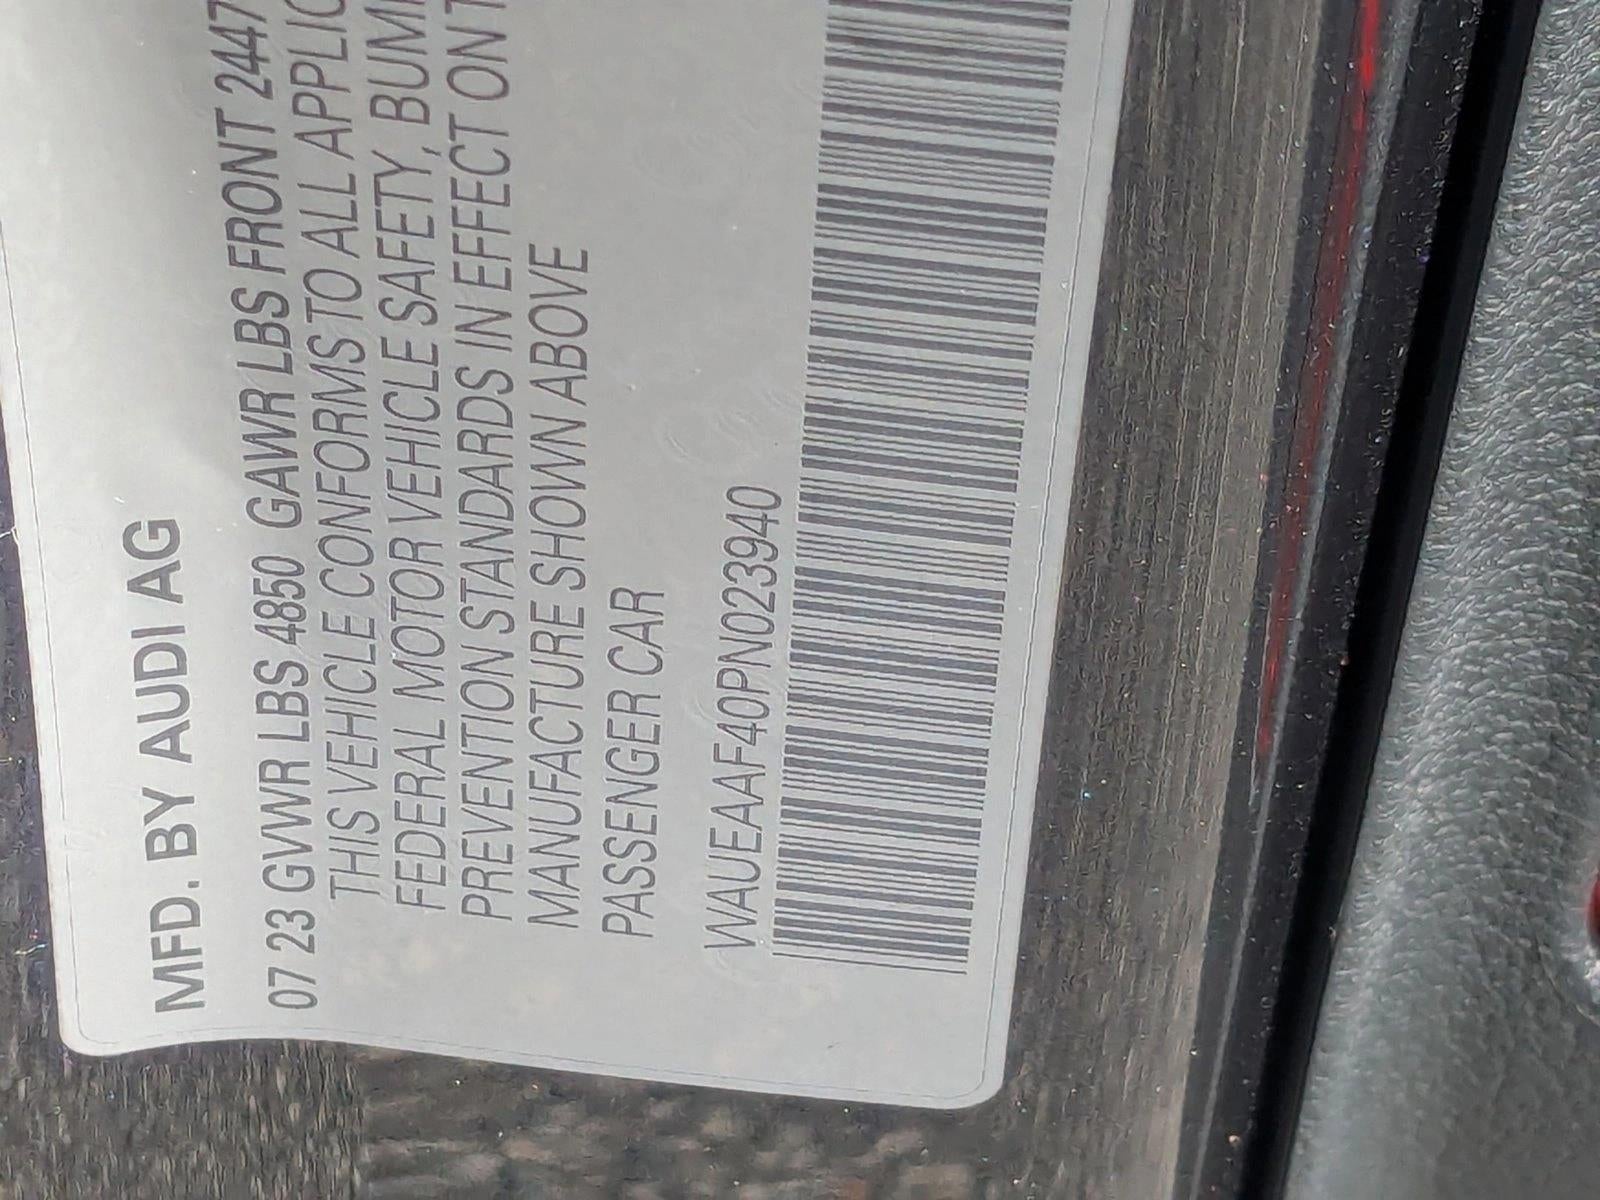 MFD. BY AUDI AG
07 23 GVWR LBS 4850 GAWR LBS FRONT 2447
THIS VEHICLE CONFORMS TO ALL APPLIC
FEDERAL MOTOR VEHICLE SAFETY, BUM
PREVENTION STANDARDS IN EFFECT ON T
MANUFACTURE SHOWN ABOVE
PASSENGER CAR
WAUEAAF40PN023940